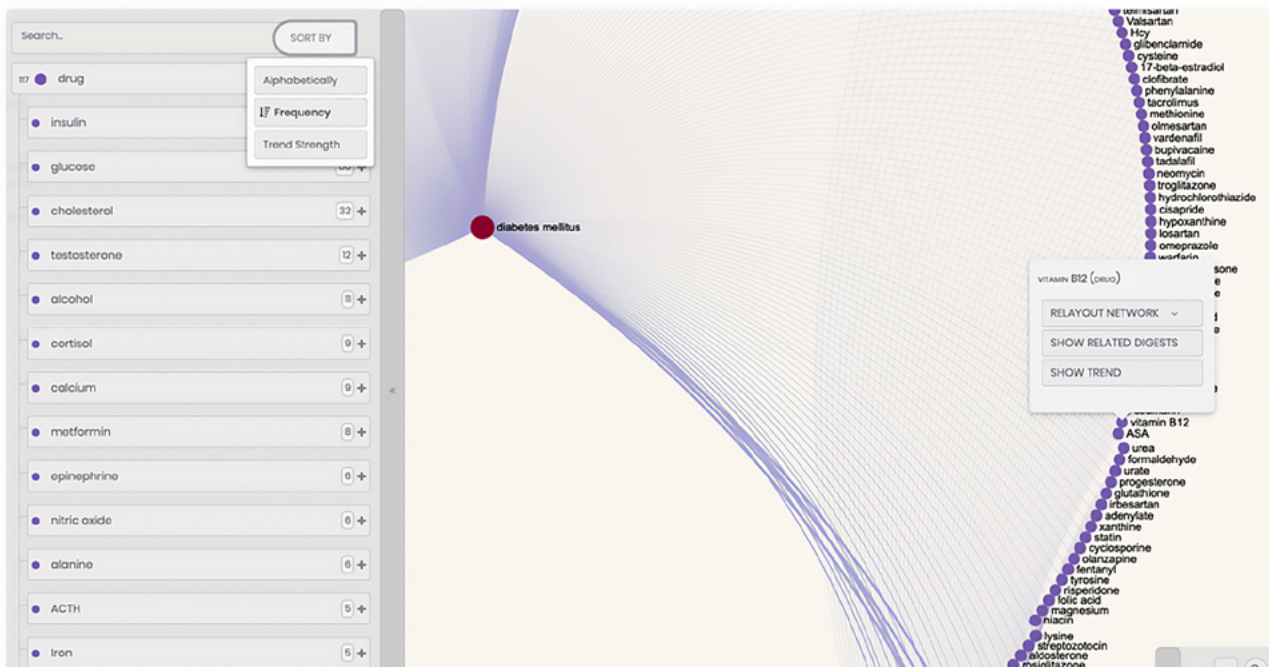 Search..
SORT BY
117 drug
Alphabetically
Frequency
Trend Strength
insulin
glucose
cholesterol 32 +
testosterone 12 +
alcohol 11 +
cortisol 9 +
calcium 9 +
metformin 8 +
epinephrine 6 +
nitric oxide 6 +
alanine 6 +
ACTH 5 +
Iron 5 +
«
diabetes mellitus
telmisartan
Valsartan
Hcy
glibenclamide
cysteine
17-beta-estradiol
clofibrate
phenylalanine
tacrolimus
methionine
olmesartan
vardenafil
bupivacaine
tadalafil
neomycin
troglitazone
hydrochlorothiazide
cisapride
hypoxanthine
losartan
omeprazole
warfarin
VITAMIN B12 (DRUG)
RELAYOUT NETWORK
SHOW RELATED DIGESTS
SHOW TREND
vitamin B12
ASA
urea
formaldehyde
urate
progesterone
glutathione
irbesartan
adenylate
xanthine
statin
cyclosporine
olanzapine
fentanyl
tyrosine
risperidone
folic acid
magnesium
niacin
lysine
streptozotocin
aldosterone
rosiglitazone